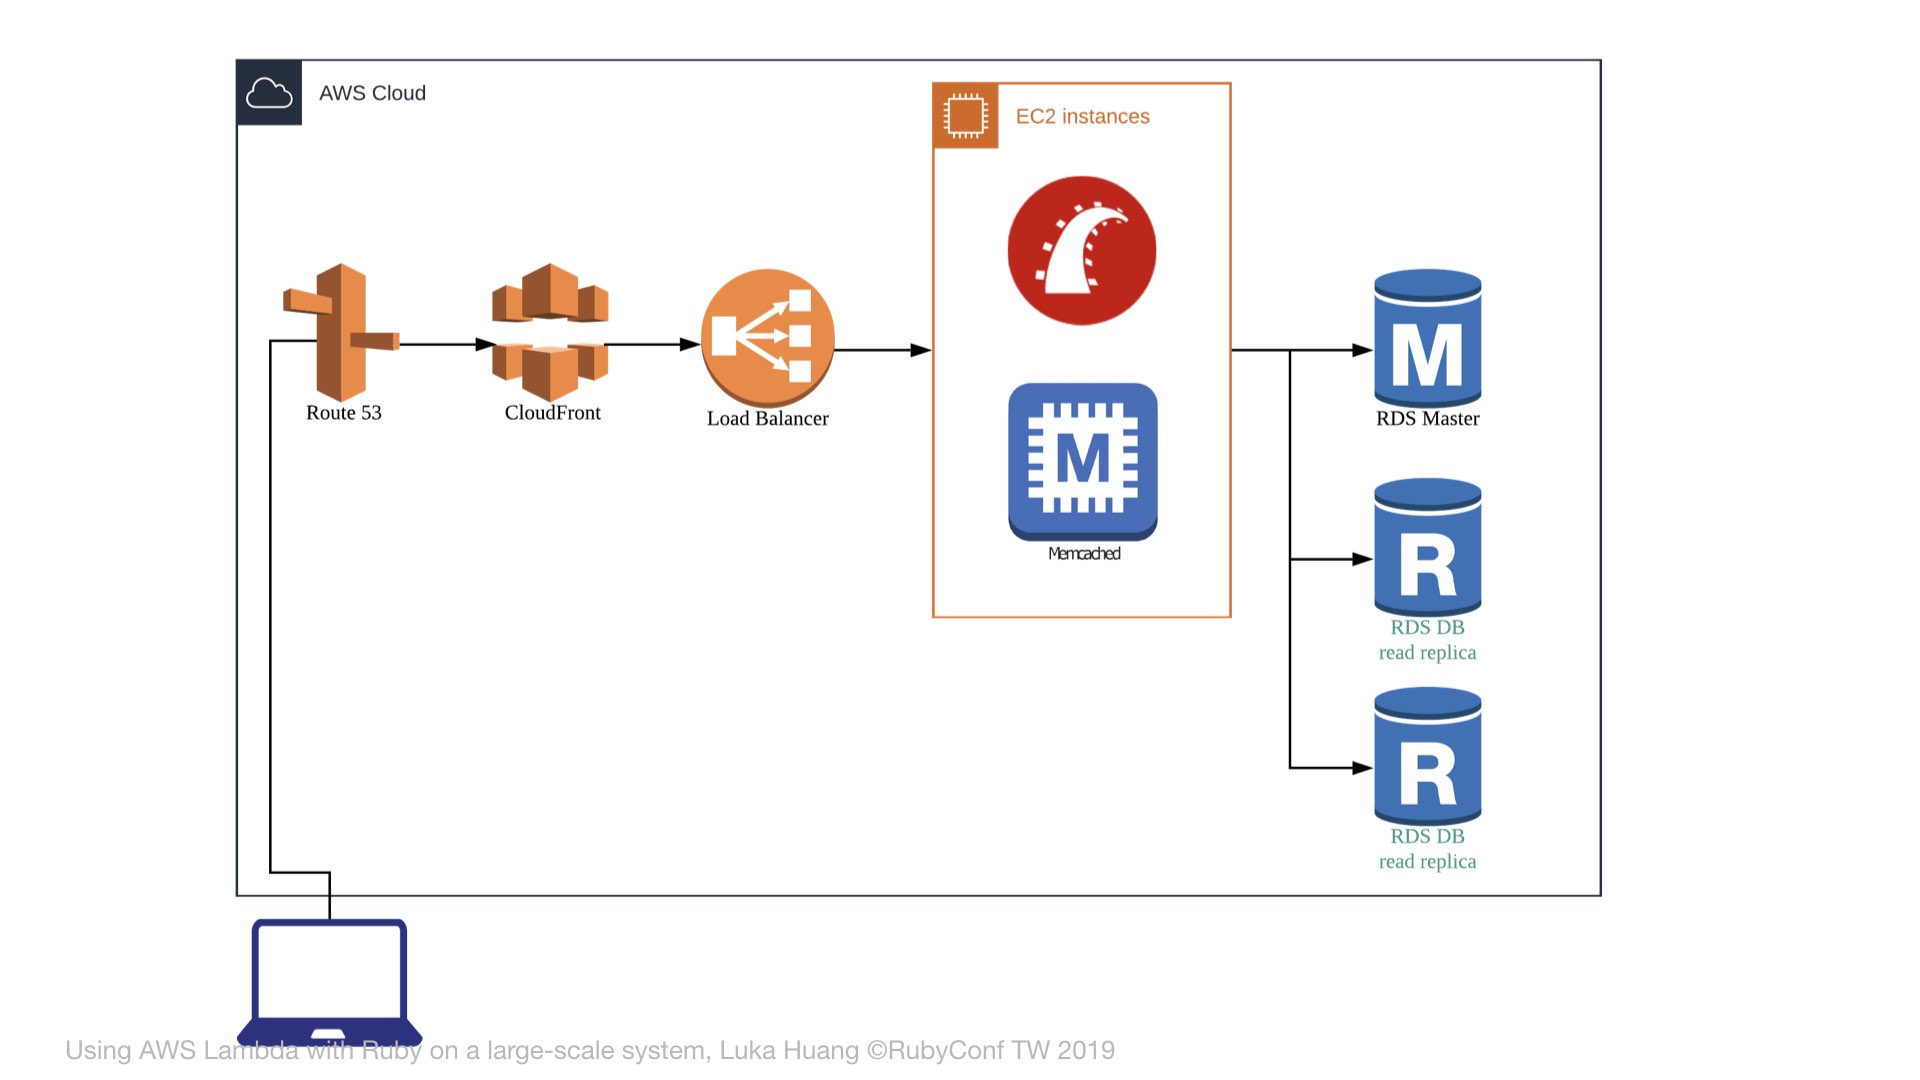 AWS Cloud
EC2 instances
Route 53
CloudFront
Load Balancer
M
Memcached
M
RDS Master
R
RDS DB
read replica
R
RDS DB
read replica
Using AWS Lambda with Ruby on a large-scale system, Luka Huang ©RubyConf TW 2019